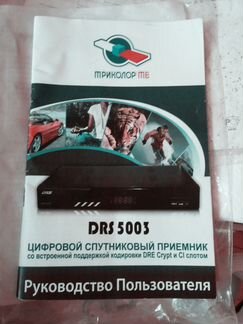 ТРИКОЛОР ТВ
DRS 5003
ЦИФРОВОЙ СПУТНИКОВЫЙ ПРИЕМНИК
со встроенной поддержкой кодировки DRE Crypt и CI слотом
Руководство Пользователя